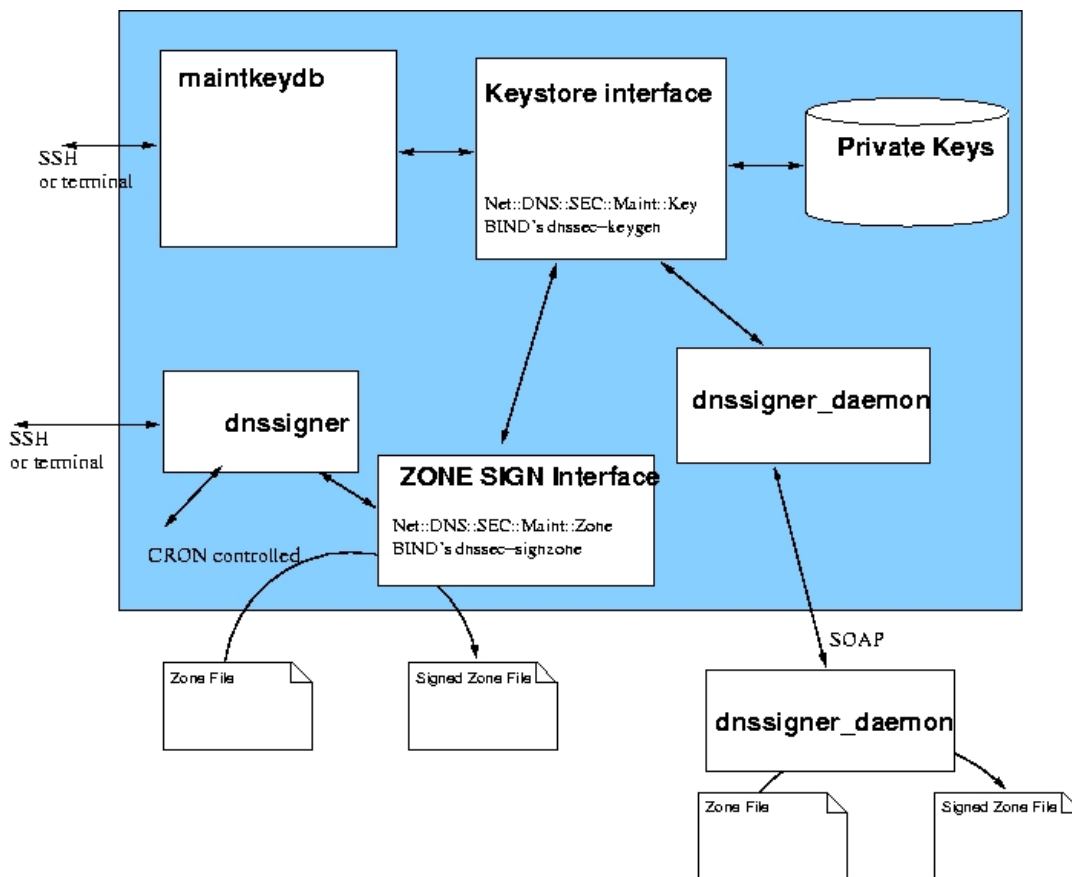 maintkeydb
Keystore interface
Private Keys
SSH
or terminal
Net::DNS::SEC::Maint::Key
BIND's dnssec-keygen
dnssigner_daemon
dnssigner
SSH
or terminal
ZONE SIGN Interface
Net::DNS::SEC::Maint::Zone
BIND's dnssec-signzone
CRON controlled
SOAP
Zone File
Signed Zone File
dnssigner_daemon
Zone File
Signed Zone File